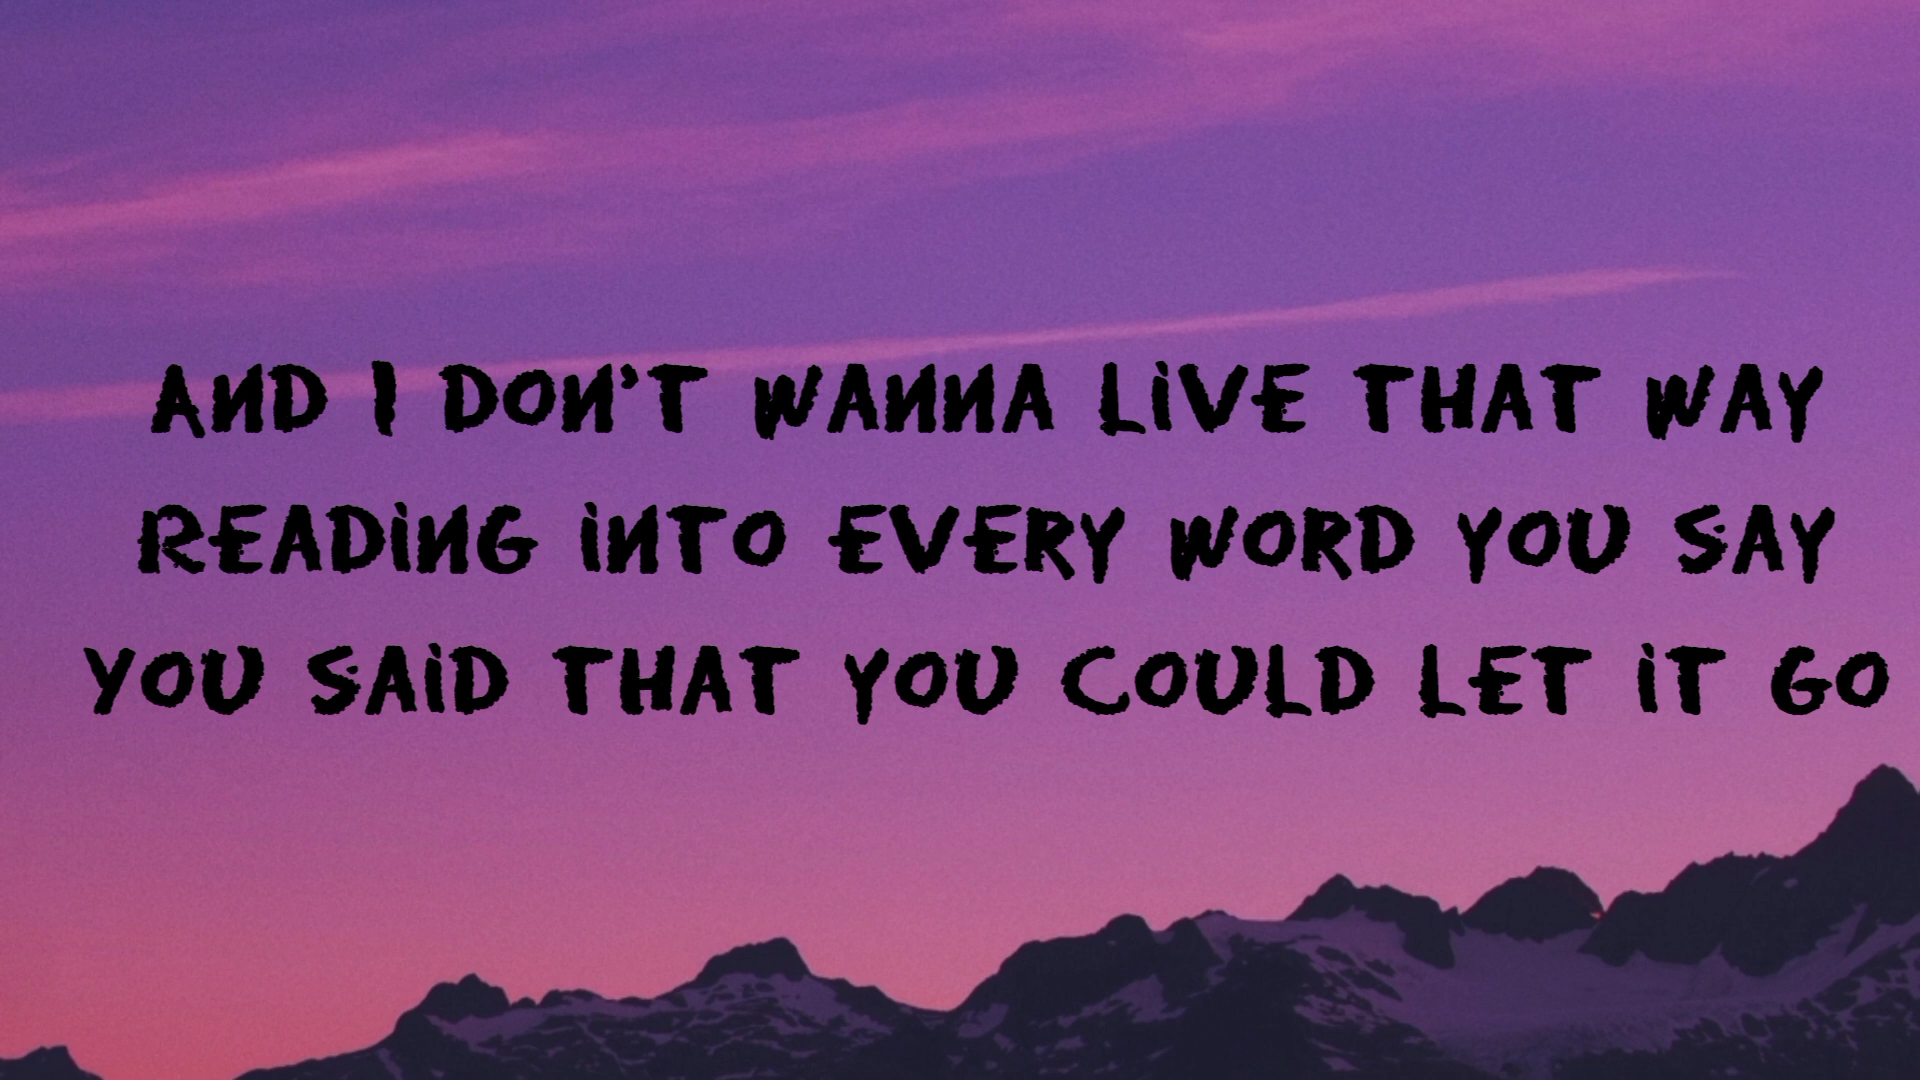 AND I DON'T WANNA LIVE THAT WAY
READING INTO EVERY WORD YOU SAY
YOU SAID THAT YOU COULD LET IT GO